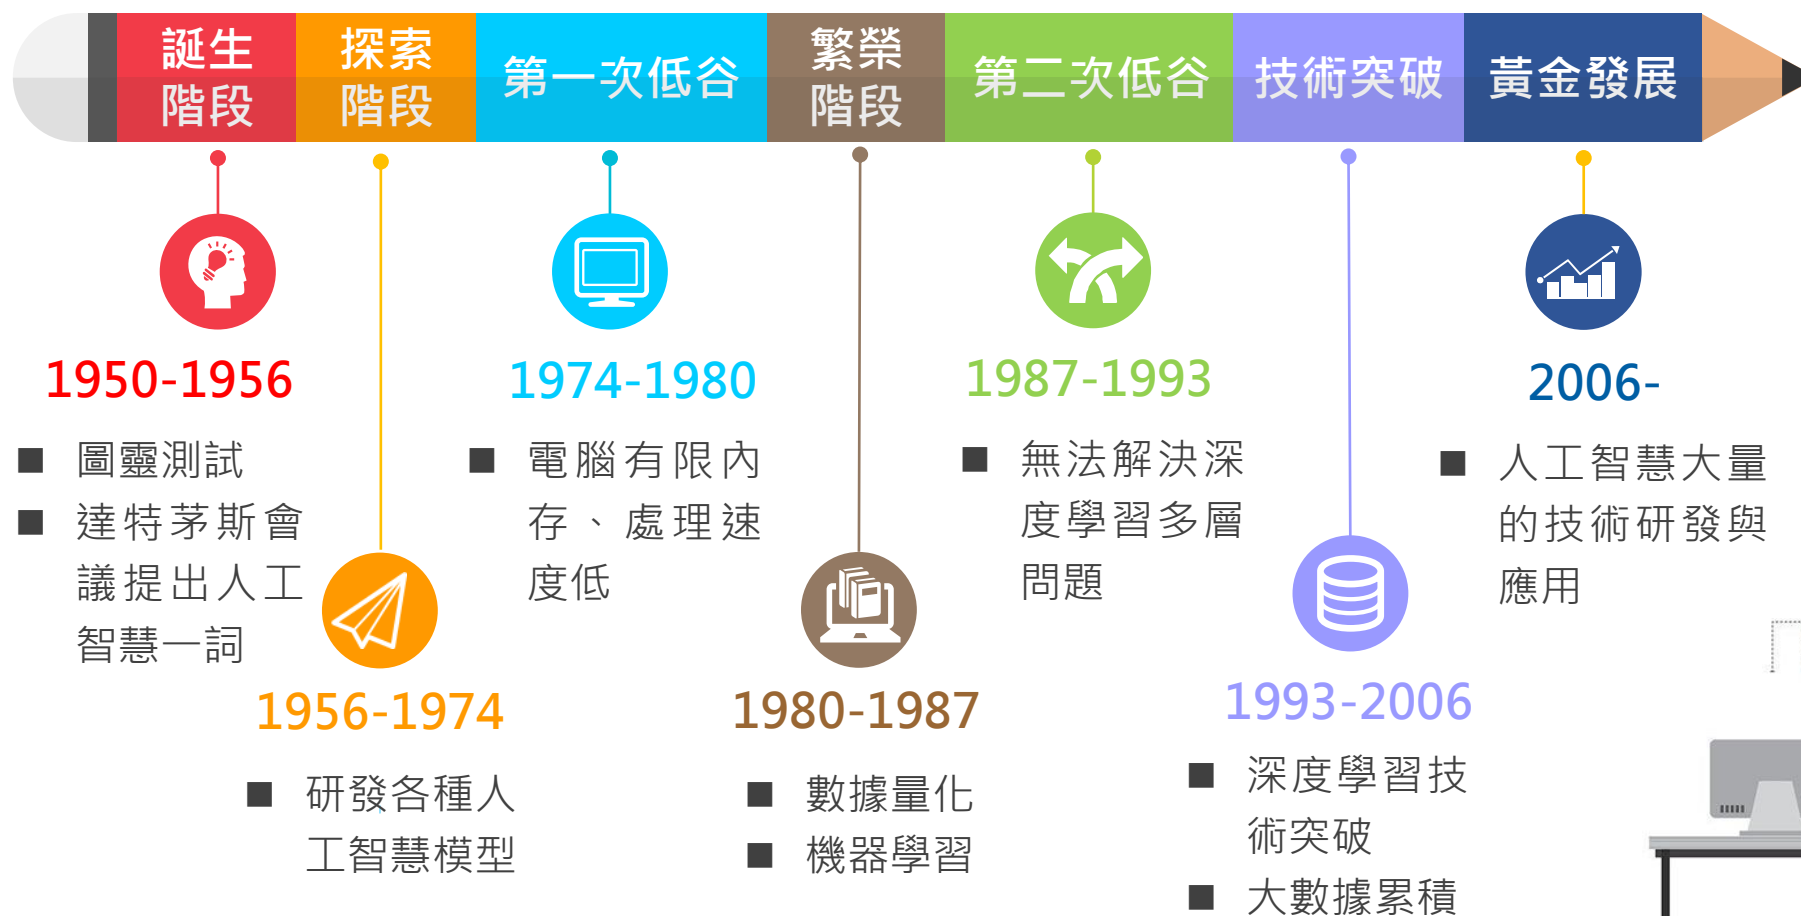 誕生
階段
探索
階段
第一次低谷
繁榮
階段
第二次低谷
技術突破
黃金發展
1950-1956
■ 圖靈測試
■ 達特茅斯會
議提出人工
智慧一詞
1956-1974
■ 研發各種人
工智慧模型
1974-1980
■ 電腦有限內
存、處理速
度低
1980-1987
■ 數據量化
■ 機器學習
1987-1993
■ 無法解決深
度學習多層
問題
1993-2006
■ 深度學習技
術突破
■ 大數據累積
2006-
■ 人工智慧大量
的技術研發與
應用